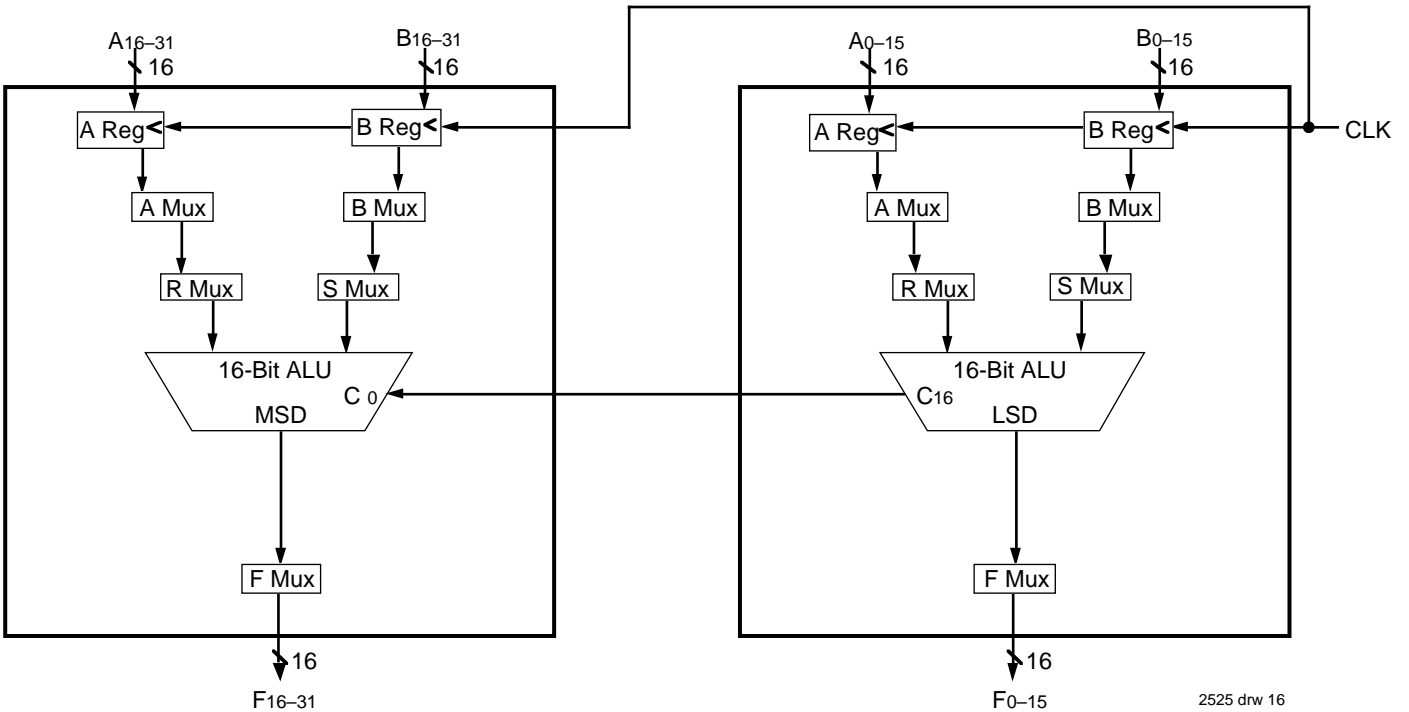 A16–31
B16–31
A0–15
B0–15
16
16
16
16
A Reg<
B Reg<
A Reg<
B Reg<
CLK
A Mux
B Mux
A Mux
B Mux
R Mux
S Mux
R Mux
S Mux
16-Bit ALU
16-Bit ALU
C 0
C16
MSD
LSD
F Mux
F Mux
16
16
F16–31
F0–15
2525 drw 16